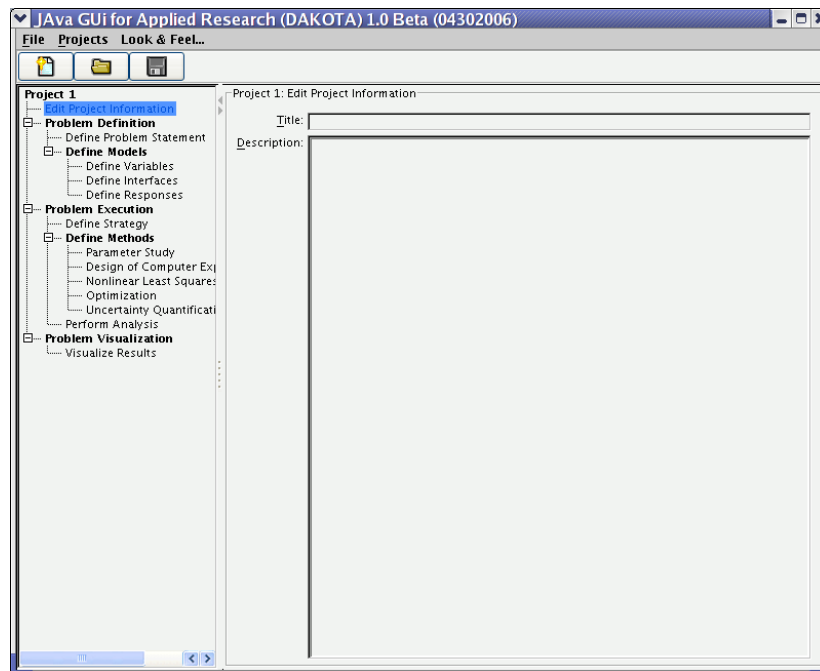 JAva GUi for Applied Research (DAKOTA) 1.0 Beta (04302006)
File Projects Look & Feel...
Project 1
Edit Project Information
Problem Definition
Define Problem Statement
Define Models
Define Variables
Define Interfaces
Define Responses
Problem Execution
Define Strategy
Define Methods
Parameter Study
Design of Computer Exp
Nonlinear Least Squares
Optimization
Uncertainty Quantificati
Perform Analysis
Problem Visualization
Visualize Results
Project 1: Edit Project Information
Title:
Description: